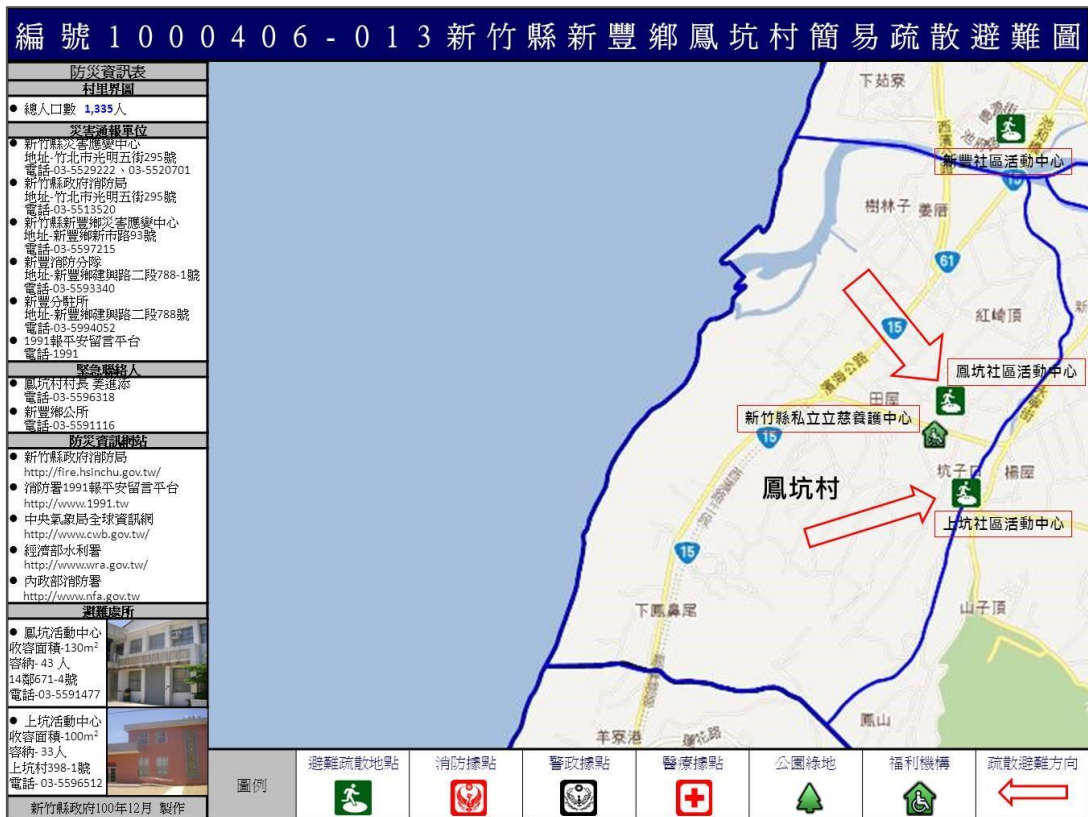 編號1000406-013新竹縣新豐鄉鳳坑村簡易疏散避難圖
防災資訊表
村里界圖
● 總人口數 1,335人
災害通報單位
● 新竹縣災害應變中心
地址-竹北市光明五街295號
電話-03-5529222、03-5520701
● 新竹縣政府消防局
地址-竹北市光明五街295號
電話-03-5513520
● 新竹縣新豐鄉災害應變中心
地址-新豐鄉新市路93號
電話-03-5597215
● 新豐消防分隊
地址-新豐鄉建興路二段788-1號
電話-03-5593340
● 新豐分駐所
地址-新豐鄉建興路二段788號
電話-03-5994052
● 1991報平安留言平台
電話-1991
緊急聯絡人
● 鳳坑村村長 姜進添
電話-03-5596318
● 新豐鄉公所
電話-03-5591116
防災資訊網站
● 新竹縣政府消防局
http://fire.hsinchu.gov.tw/
● 消防署1991報平安留言平台
http://www.1991.tw
● 中央氣象局全球資訊網
http://www.cwb.gov.tw/
● 經濟部水利署
http://www.wra.gov.tw/
● 內政部消防署
http://www.nfa.gov.tw
避難處所
● 鳳坑活動中心
收容面積-130m²
容納- 43 人
14鄰671-4號
電話-03-5591477
● 上坑活動中心
收容面積-100m²
容納- 33人
上坑村398-1號
電話- 03-5596512
新竹縣政府100年12月 製作
下茹寮
池和橋
西濱公路
新豐社區活動中心
15
樹林子
姜厝
61
紅崎頂
新
15
濱海公路
鳳坑社區活動中心
田屋
新竹縣私立立慈養護中心
15
坑子口
楊屋
鳳坑村
上坑社區活動中心
15
下鳳鼻尾
山子頂
鳳山
羊寮港
蓮花路
圖例
避難疏散地點
消防據點
警政據點
醫療據點
公園綠地
福利機構
疏散避難方向